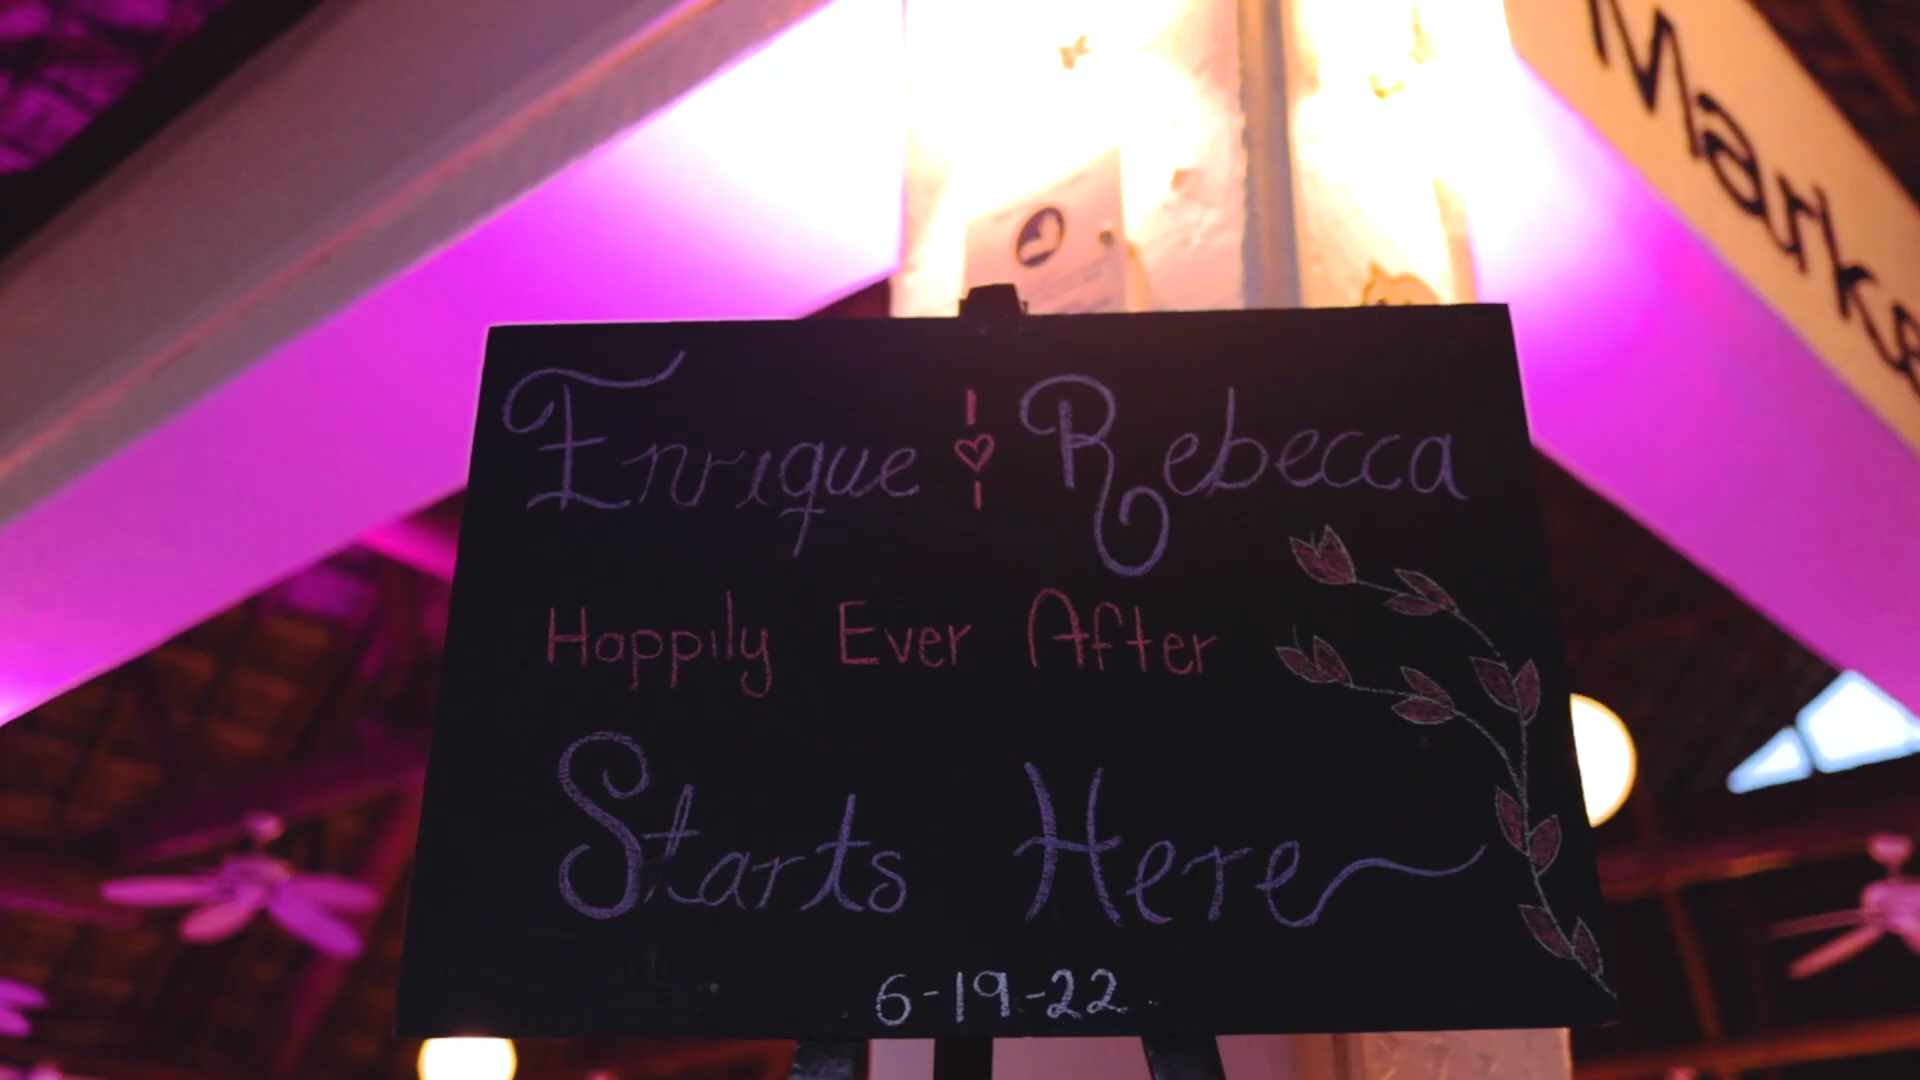 Enrique ♡ Rebecca
Happily Ever After
Starts Here
6-19-22